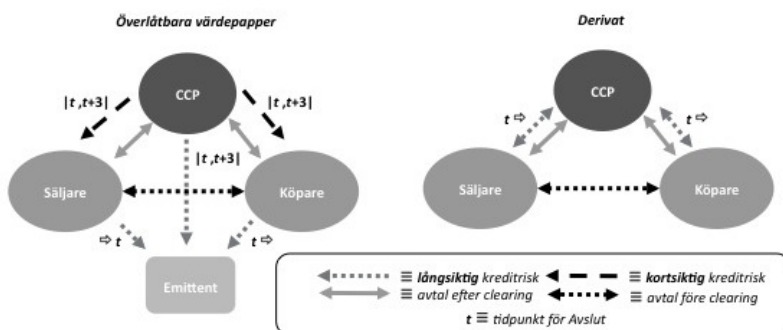 Överlåtbara värdepapper
CCP
|t ,t+3|
|t ,t+3|
|t ,t+3|
Säljare
Köpare
⇨ t
t ⇨
Emittent
Derivat
CCP
t ⇨
t ⇨
Säljare
Köpare
≡ långsiktig kreditrisk
≡ kortsiktig kreditrisk
≡ avtal efter clearing
≡ avtal före clearing
t ≡ tidpunkt för Avslut